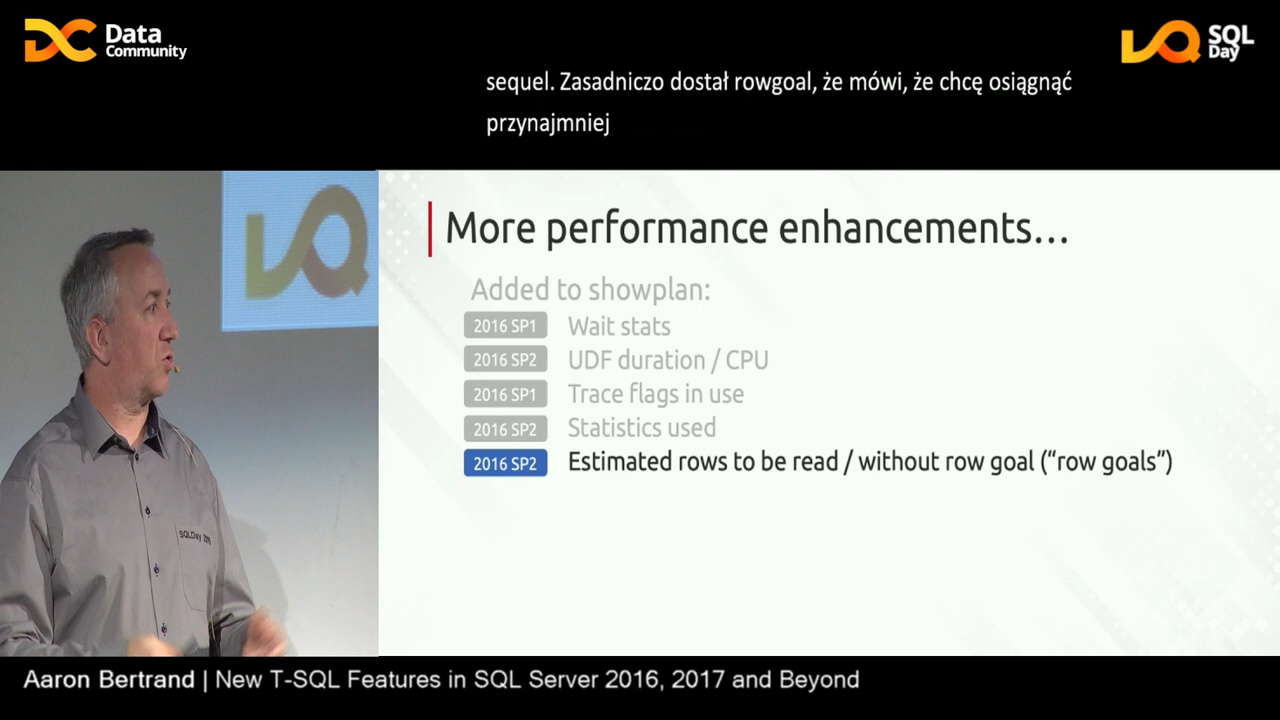 Data
Community
SQL
Day
sequel. Zasadniczo dostał rowgoal, że mówi, że chcę osiągnąć
przynajmniej
More performance enhancements...
Added to showplan:
2016 SP1 Wait stats
2016 SP2 UDF duration / CPU
2016 SP1 Trace flags in use
2016 SP2 Statistics used
2016 SP2 Estimated rows to be read / without row goal (“row goals”)
SQLDay
Aaron Bertrand | New T-SQL Features in SQL Server 2016, 2017 and Beyond